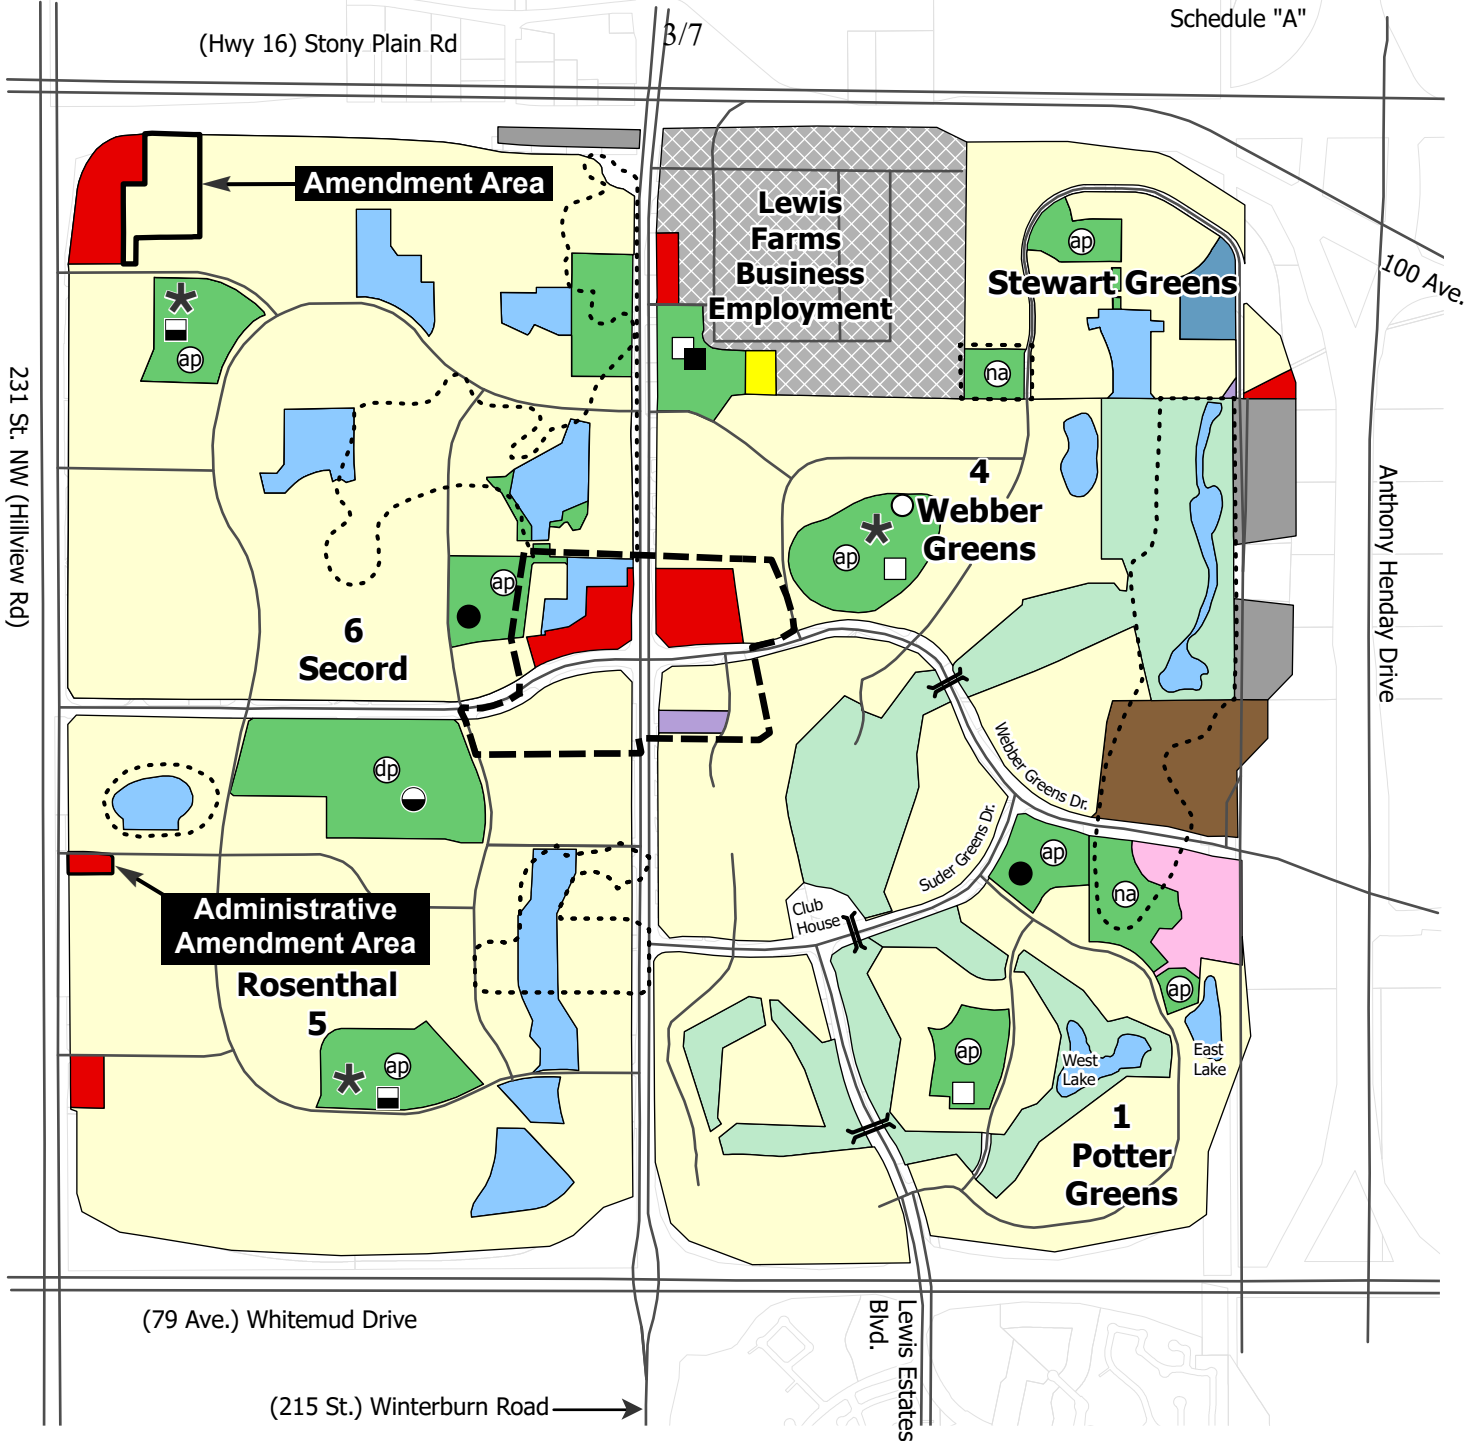 Schedule "A"
3/7
(Hwy 16) Stony Plain Rd
Amendment Area
Lewis
Farms
Business
Employment
ap
Stewart Greens
100 Ave.
ap
na
231 St. NW (Hillview Rd)
4
Webber
Greens
ap
ap
Anthony Henday Drive
6
Secord
dp
Webber Greens Dr.
Suder Greens Dr.
ap
na
Administrative
Amendment Area
Club
House
Rosenthal
5
ap
ap
ap
West
Lake
East
Lake
1
Potter
Greens
(79 Ave.) Whitemud Drive
Lewis Estates
Blvd.
(215 St.) Winterburn Road